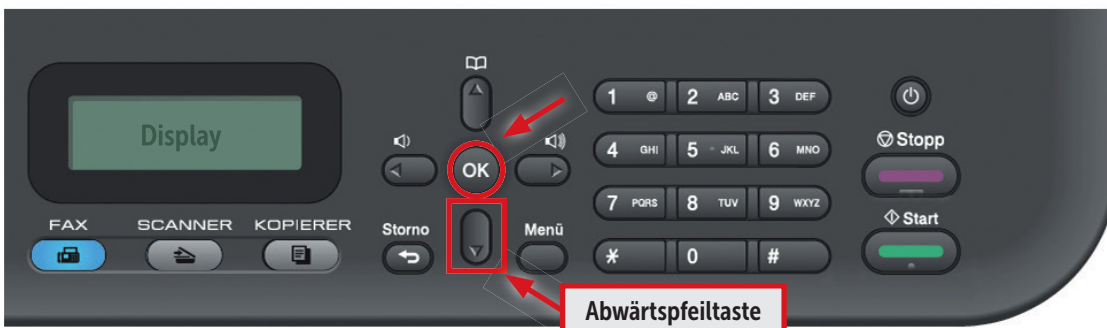 Display
FAX SCANNER KOPIERER
OK
Storno
Menü
1 @ 2 ABC 3 DEF
4 GHI 5 JKL 6 MNO
7 PQRS 8 TUV 9 WXYZ
* 0 #
Stopp
Start
Abwärtspfeiltaste